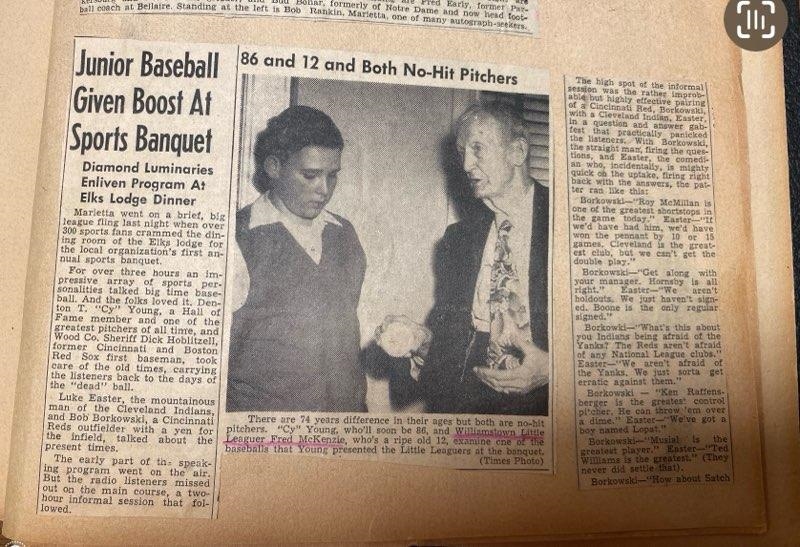 ball coach at Bellaire. Standing at the left is Bob Rankin, Marietta, one of many autograph-seekers.
Junior Baseball
Given Boost At
Sports Banquet
Diamond Luminaries
Enliven Program At
Elks Lodge Dinner
Marietta went on a brief, big
league fling last night when over
300 sports fans crammed the din-
ing room of the Elks lodge for
the local organization's first an-
nual sports banquet.
For over three hours an im-
pressive array of sports per-
sonalities talked big time base-
ball. And the folks loved it. Den-
ton T. "Cy" Young, a Hall of
Fame member and one of the
greatest pitchers of all time, and
Wood Co. Sheriff Dick Hoblitzell,
former Cincinnati and Boston
Red Sox first baseman, took
care of the old times, carrying
the listeners back to the days of
the "dead" ball.
Luke Easter, the mountainous
man of the Cleveland Indians,
and Bob Borkowski, a Cincinnati
Reds outfielder with a yen for
the infield, talked about the
present times.
The early part of the speak-
ing program went on the air.
But the radio listeners missed
out on the main course, a two-
hour informal session that fol-
lowed.
86 and 12 and Both No-Hit Pitchers
There are 74 years difference in their ages but both are no-hit
pitchers. "Cy" Young, who'll soon be 86, and Williamstown Little
Leaguer Fred McKenzie, who's a ripe old 12, examine one of the
baseballs that Young presented the Little Leaguers at the banquet.
(Times Photo)
The high spot of the informal
session was the rather improb-
able but highly effective pairing
of a Cincinnati Red, Borkowski,
with a Cleveland Indian, Easter,
in a question and answer gab-
fest that practically panicked
the listeners. With Borkowski,
the straight man, firing the ques-
tions, and Easter, the comedi-
an who, incidentally, is mighty
quick on the uptake, firing right
back with the answers, the pat-
ter ran like this:
Borkowski—"Roy McMillan is
one of the greatest shortstops in
the game today." Easter—"If
we'd have had him, we'd have
won the pennant by 10 or 15
games. Cleveland is the great-
est club, but we can't get the
double play."
Borkowski—"Get along with
your manager. Hornsby is all
right." Easter—"We aren't
holdouts. We just haven't sign-
ed. Boone is the only regular
signed."
Borkowki—"What's this about
you Indians being afraid of the
Yanks? The Reds aren't afraid
of any National League clubs."
Easter—"We aren't afraid of
the Yanks. We just sorta get
erratic against them."
Borkowski — "Ken Raffens-
berger is the greatest control
pitcher. He can throw 'em over
a dime." Easter—"We've got a
boy named Lopat."
Borkowski—"Musial is the
greatest player." Easter—"Ted
Williams is the greatest." (They
never did settle that).
Borkowski—"How about Satch